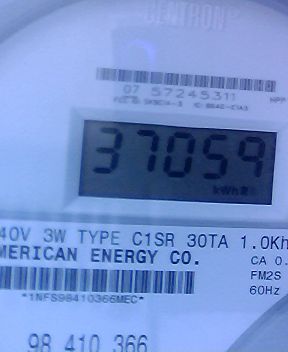 CENTRON
07 57245311
37059
kWh
40V 3W TYPE C1SR 30TA 1.0Kh
MERICAN ENERGY CO.
CA 0.
FM2S
60Hz
*1NFS98410366MEC*
98 410 366